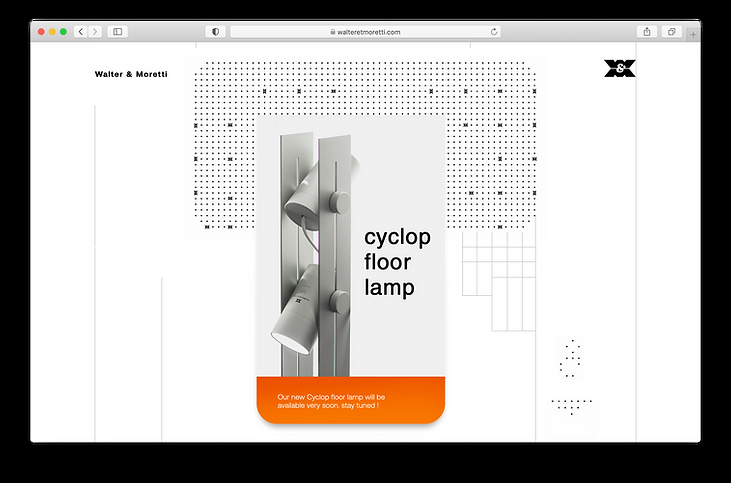 walteretmoretti.com
Walter & Moretti
&
cyclop
floor
lamp
Our new Cyclop floor lamp will be
available very soon. stay tuned !